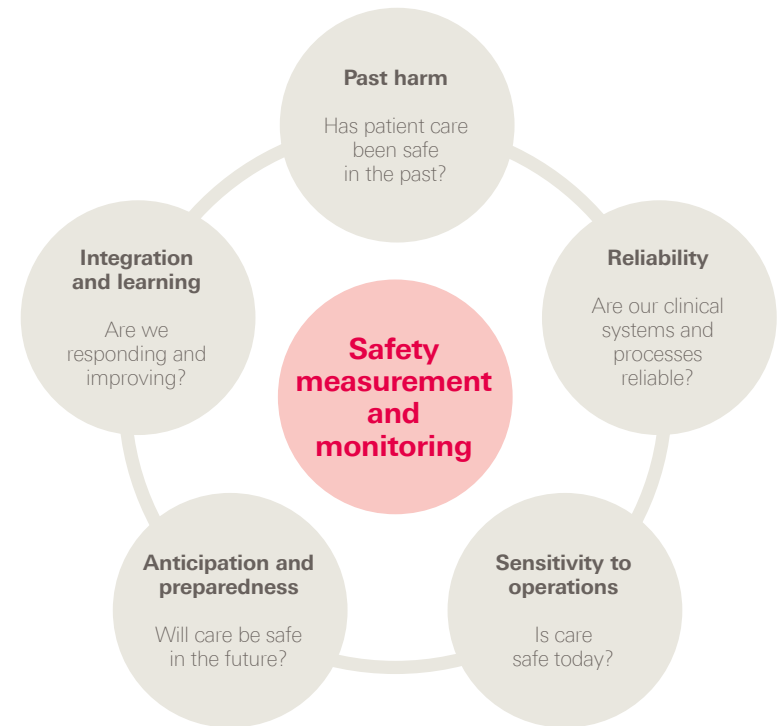 Past harm
Has patient care
been safe
in the past?
Integration
and learning
Are we
responding and
improving?
Reliability
Are our clinical
systems and
processes
reliable?
Safety
measurement
and
monitoring
Anticipation and
preparedness
Will care be safe
in the future?
Sensitivity to
operations
Is care
safe today?